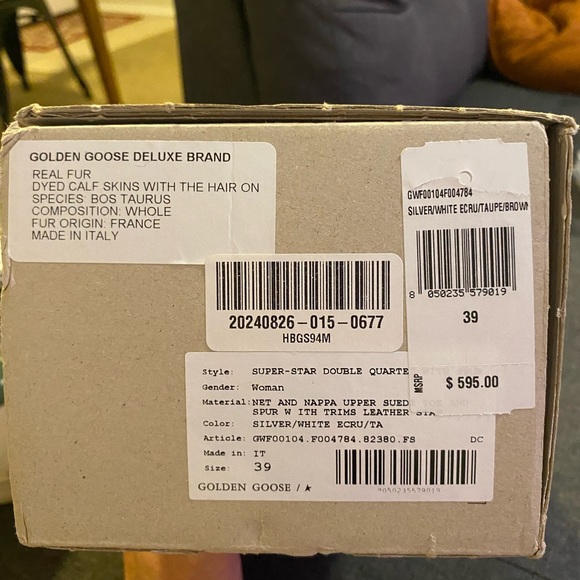 GOLDEN GOOSE DELUXE BRAND
REAL FUR
DYED CALF SKINS WITH THE HAIR ON
SPECIES: BOS TAURUS
COMPOSITION: WHOLE
FUR ORIGIN: FRANCE
MADE IN ITALY
GWF00104F004784
SILVER/WHITE ECRU/TAUPE/BROWN
8 050235 579019
39
MSRP $ 595.00
20240826-015-0677
HBGS94M
Style: SUPER-STAR DOUBLE QUARTE
Gender: Woman
Material: NET AND NAPPA UPPER SUEDE TOE AND
SPUR W ITH TRIMS LEATHER STA
Color: SILVER/WHITE ECRU/TA
Article: GWF00104.F004784.82380.FS DC
Made in: IT
Size: 39
GOLDEN GOOSE /